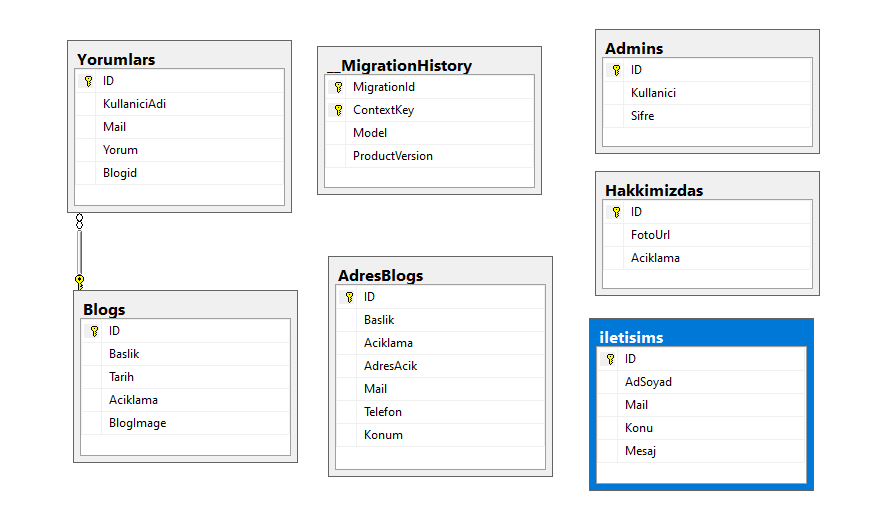 Yorumlars
ID
KullaniciAdi
Mail
Yorum
Blogid
__MigrationHistory
MigrationId
ContextKey
Model
ProductVersion
Admins
ID
Kullanici
Sifre
Hakkimizdas
ID
FotoUrl
Aciklama
Blogs
ID
Baslik
Tarih
Aciklama
BlogImage
AdresBlogs
ID
Baslik
Aciklama
AdresAcik
Mail
Telefon
Konum
iletisims
ID
AdSoyad
Mail
Konu
Mesaj